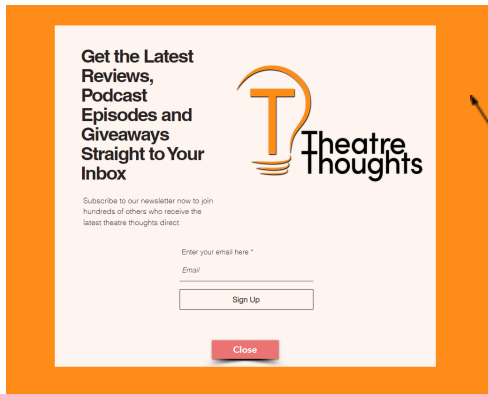 Get the Latest
Reviews,
Podcast
Episodes and
Giveaways
Straight to Your
Inbox
T
Theatre
Thoughts
Subscribe to our newsletter now to join
hundreds of others who receive the
latest theatre thoughts direct.
Enter your email here *
Email
Sign Up
Close